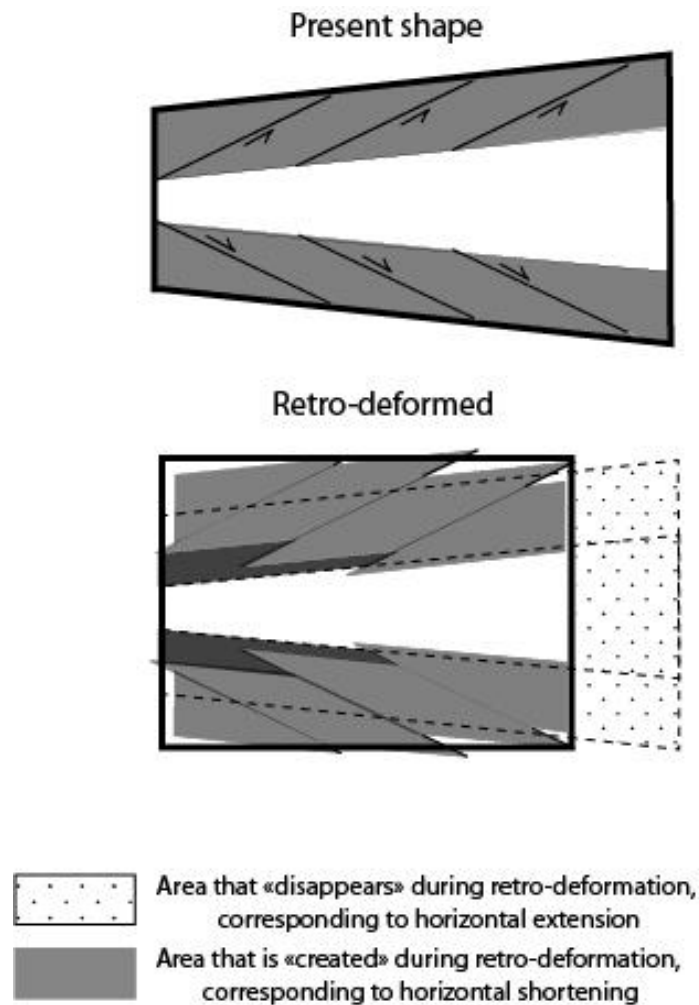 Present shape
Retro-deformed
Area that «disappears» during retro-deformation,
corresponding to horizontal extension
Area that is «created» during retro-deformation,
corresponding to horizontal shortening